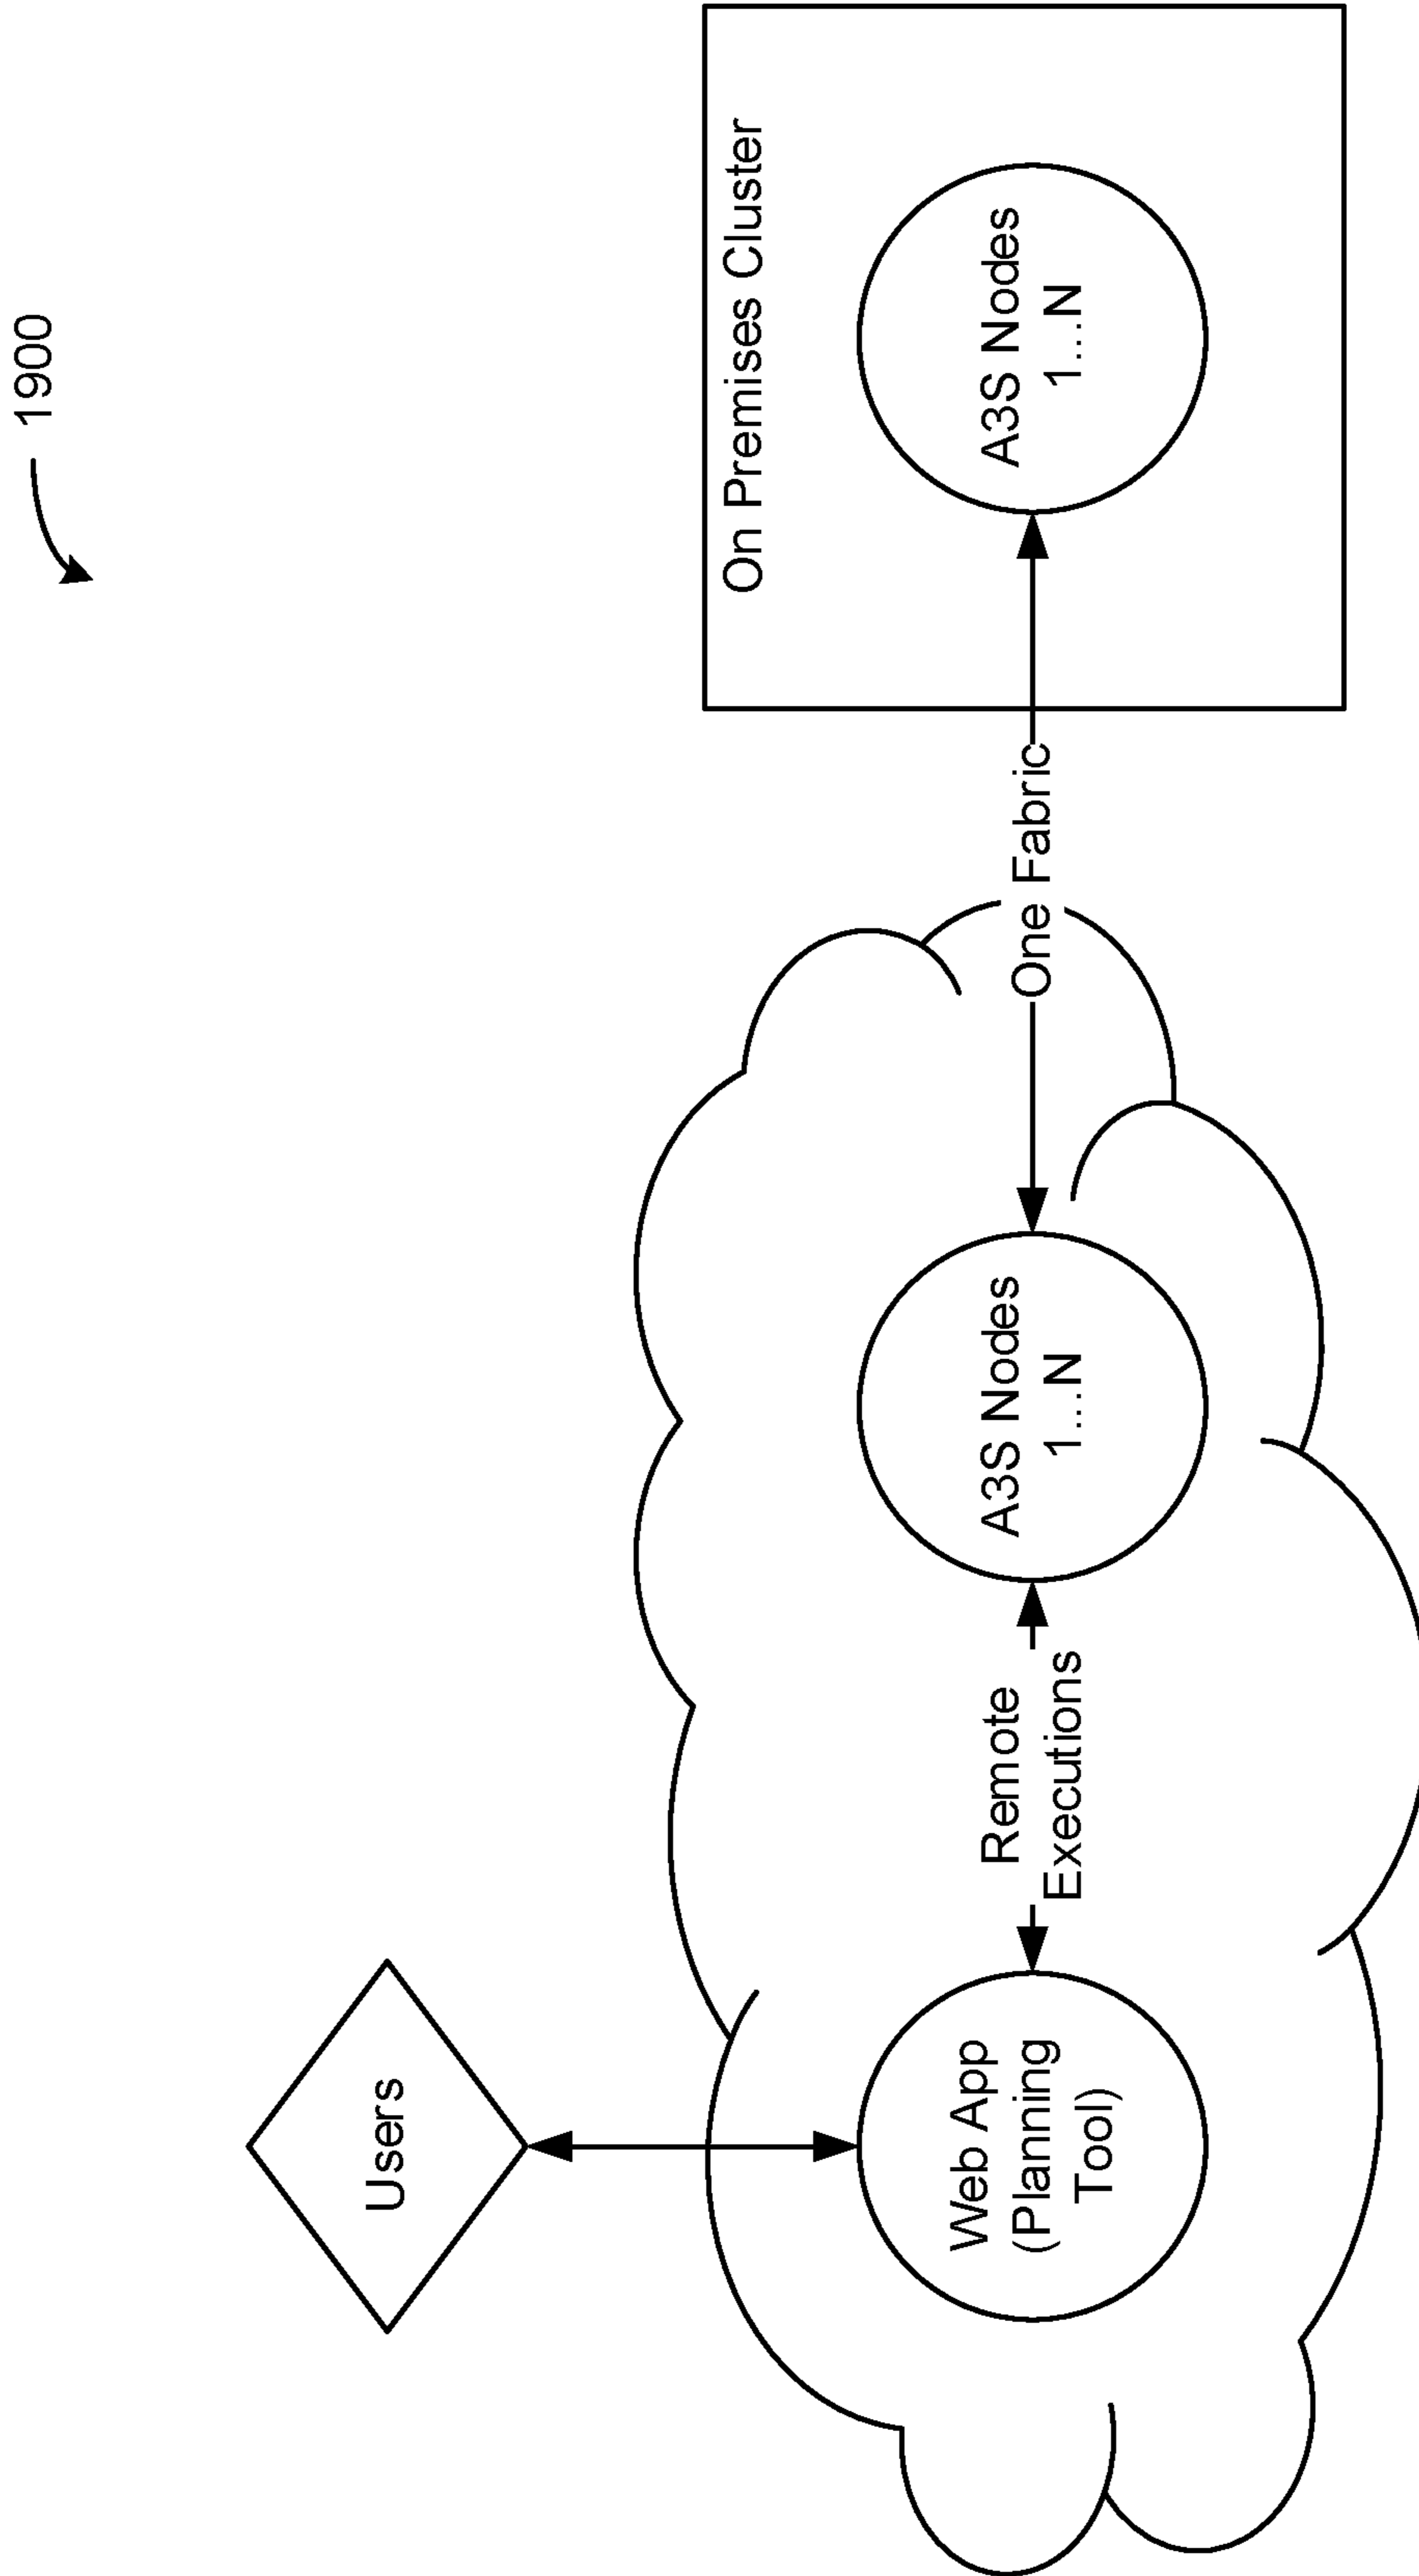 1900
Users
On Premises Cluster
Web App
(Planning
Tool)
Remote
Executions
A3S Nodes
1...N
One Fabric
A3S Nodes
1...N